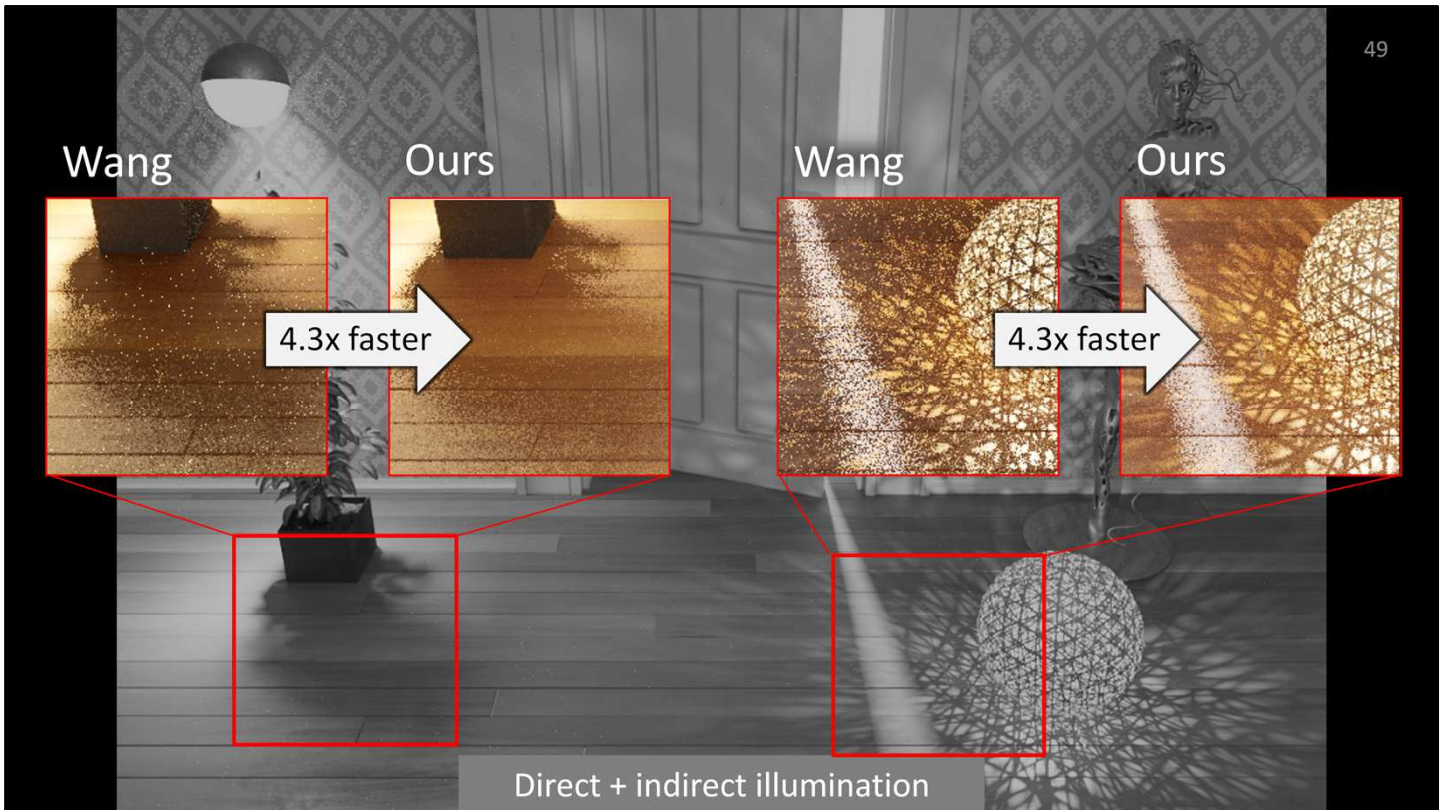 49
Wang
Ours
Wang
Ours
4.3x faster
4.3x faster
Direct + indirect illumination